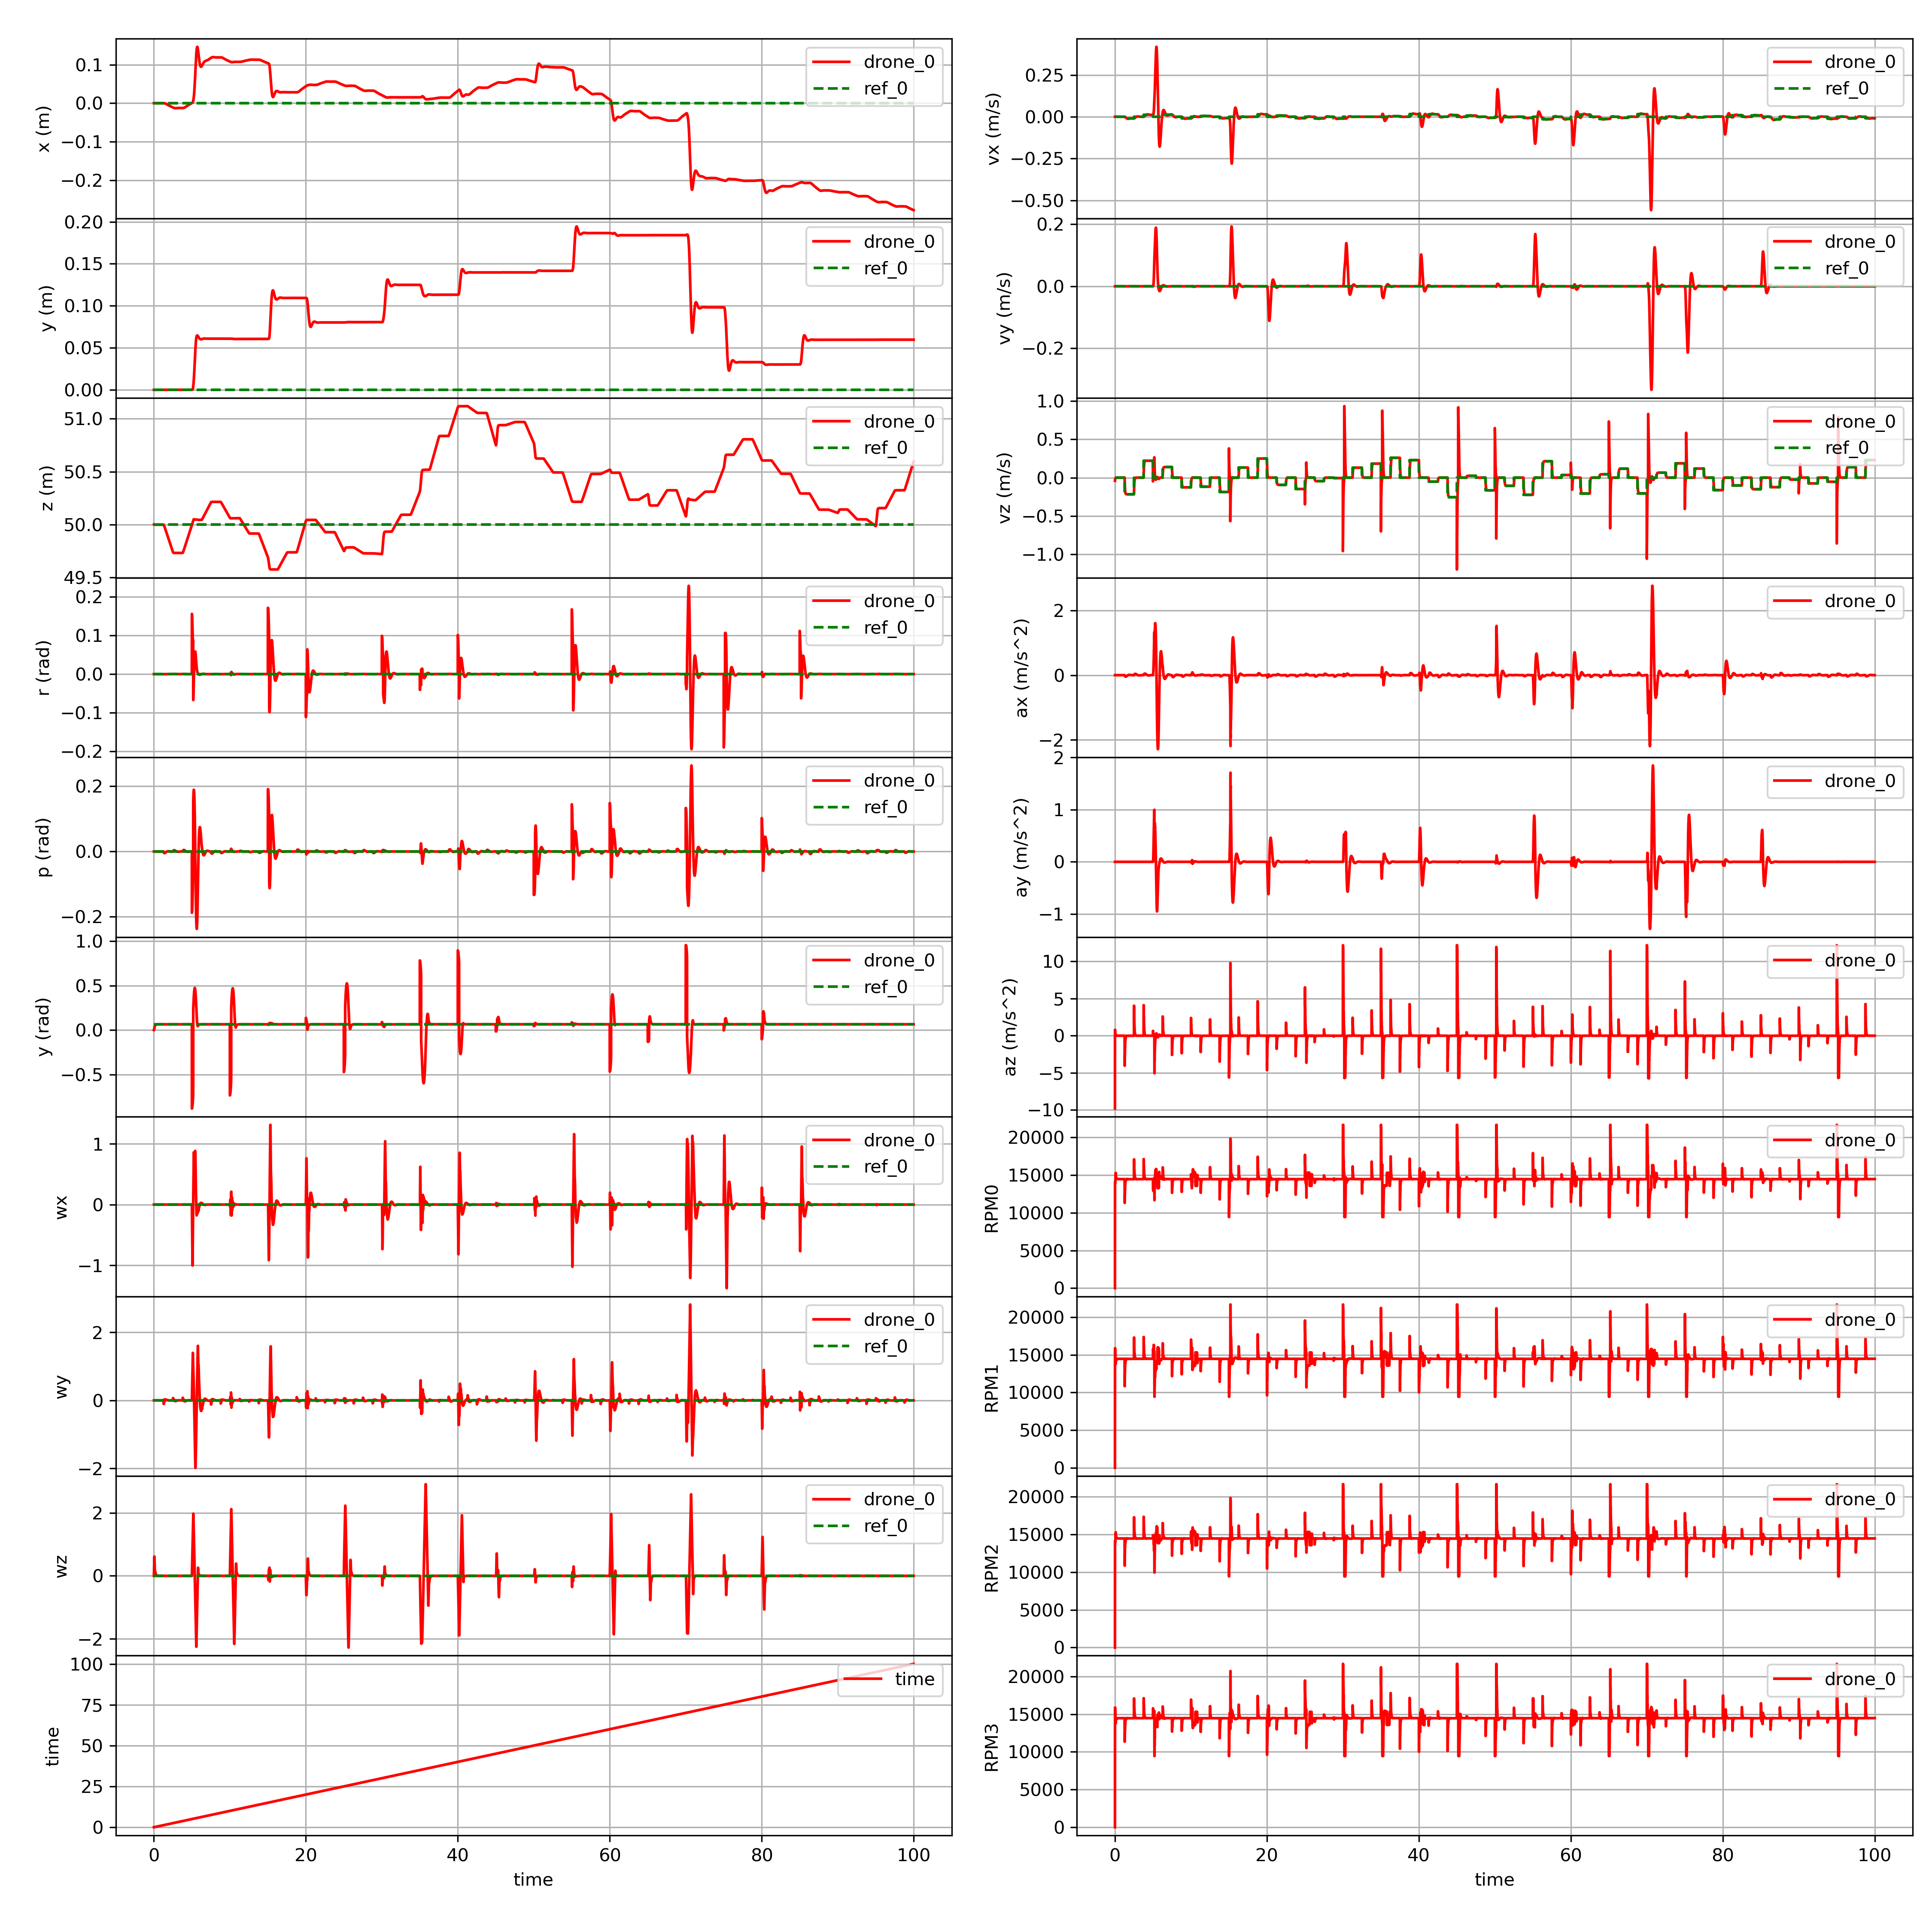 x (m)
0.1
0.0
−0.1
−0.2
drone_0
ref_0
y (m)
0.20
0.15
0.10
0.05
0.00
drone_0
ref_0
z (m)
51.0
50.5
50.0
49.5
drone_0
ref_0
r (rad)
0.2
0.1
0.0
−0.1
−0.2
drone_0
ref_0
p (rad)
0.2
0.0
−0.2
drone_0
ref_0
y (rad)
1.0
0.5
0.0
−0.5
drone_0
ref_0
wx
1
0
−1
drone_0
ref_0
wy
2
0
−2
drone_0
ref_0
wz
2
0
−2
drone_0
ref_0
time
100
75
50
25
0
time
0 20 40 60 80 100
time
vx (m/s)
0.25
0.00
−0.25
−0.50
drone_0
ref_0
vy (m/s)
0.2
0.0
−0.2
drone_0
ref_0
vz (m/s)
1.0
0.5
0.0
−0.5
−1.0
drone_0
ref_0
ax (m/s^2)
2
0
−2
drone_0
ay (m/s^2)
2
1
0
−1
drone_0
az (m/s^2)
10
5
0
−5
−10
drone_0
RPM0
20000
15000
10000
5000
0
drone_0
RPM1
20000
15000
10000
5000
0
drone_0
RPM2
20000
15000
10000
5000
0
drone_0
RPM3
20000
15000
10000
5000
0
drone_0
0 20 40 60 80 100
time